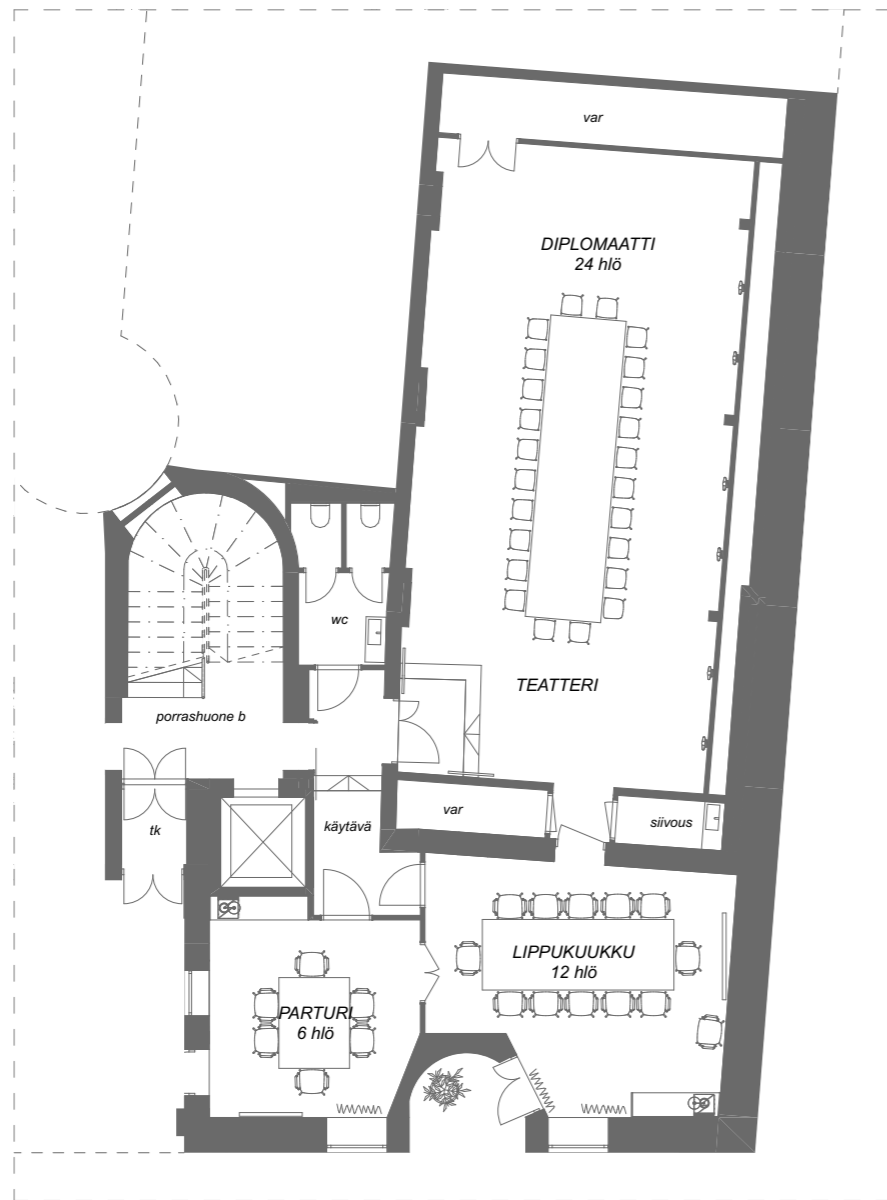 var
DIPLOMAATTI
24 hlö
wc
TEATTERI
porrashuone b
var
siivous
käytävä
tk
LIPPUKUUKKU
12 hlö
PARTURI
6 hlö